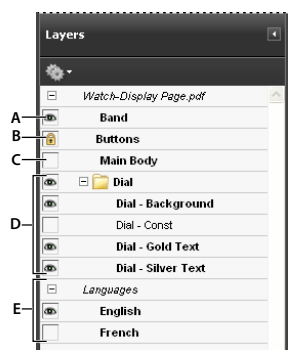 Layers
Watch-Display Page.pdf
A Band
B Buttons
C Main Body
Dial
Dial - Background
D Dial - Const
Dial - Gold Text
Dial - Silver Text
Languages
E English
French